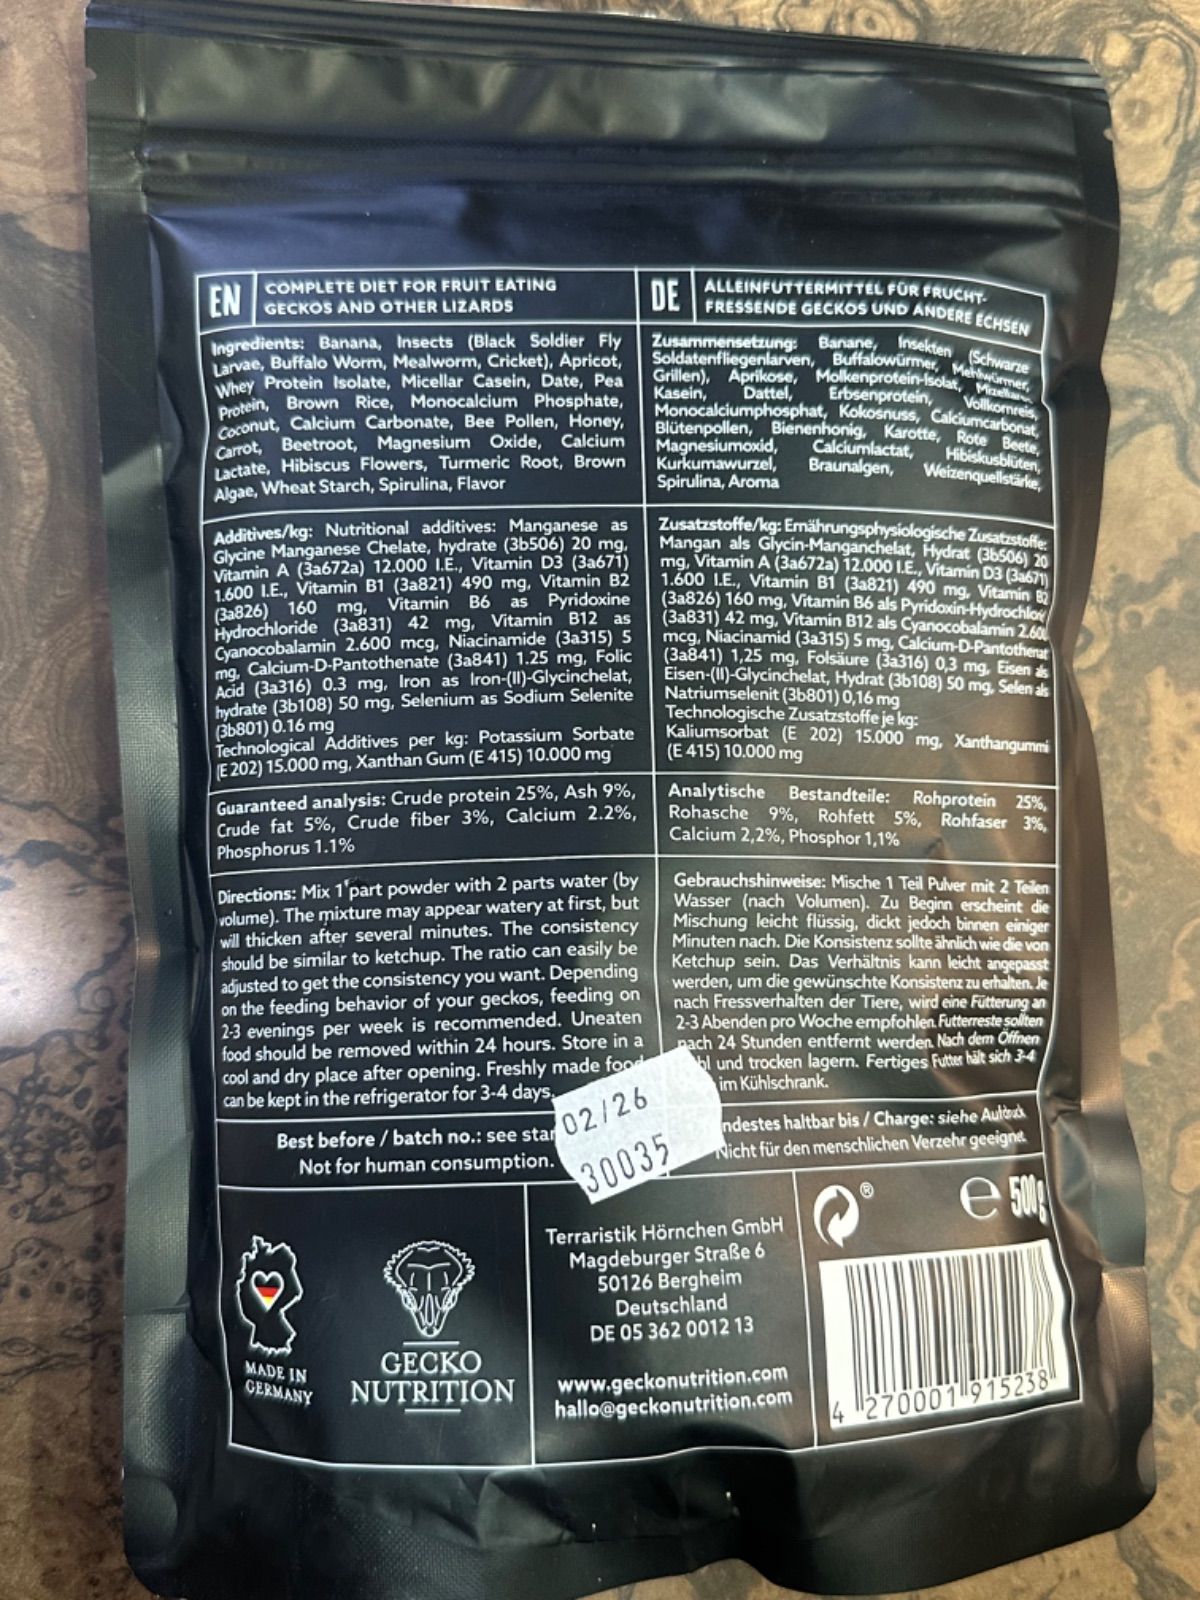 EN
COMPLETE DIET FOR FRUIT EATING
GECKOS AND OTHER LIZARDS
Ingredients: Banana, Insects (Black Soldier Fly
Larvae, Buffalo Worm, Mealworm, Cricket), Apricot,
Whey Protein Isolate, Micellar Casein, Date, Pea
Protein, Brown Rice, Monocalcium Phosphate,
Coconut, Calcium Carbonate, Bee Pollen, Honey,
Carrot, Beetroot, Magnesium Oxide, Calcium
Lactate, Hibiscus Flowers, Turmeric Root, Brown
Algae, Wheat Starch, Spirulina, Flavor
Additives/kg: Nutritional additives: Manganese as
Glycine Manganese Chelate, hydrate (3b506) 20 mg,
Vitamin A (3a672a) 12.000 I.E., Vitamin D3 (3a671)
1.600 I.E., Vitamin B1 (3a821) 490 mg, Vitamin B2
(3a826) 160 mg, Vitamin B6 as Pyridoxine
Hydrochloride (3a831) 42 mg, Vitamin B12 as
Cyanocobalamin 2.600 mcg, Niacinamide (3a315) 5
mg, Calcium-D-Pantothenate (3a841) 1.25 mg, Folic
Acid (3a316) 0.3 mg, Iron as Iron-(II)-Glycinchelat,
hydrate (3b108) 50 mg, Selenium as Sodium Selenite
(3b801) 0.16 mg
Technological Additives per kg: Potassium Sorbate
(E 202) 15.000 mg, Xanthan Gum (E 415) 10.000 mg
Guaranteed analysis: Crude protein 25%, Ash 9%,
Crude fat 5%, Crude fiber 3%, Calcium 2.2%,
Phosphorus 1.1%
Directions: Mix 1 part powder with 2 parts water (by
volume). The mixture may appear watery at first, but
will thicken after several minutes. The consistency
should be similar to ketchup. The ratio can easily be
adjusted to get the consistency you want. Depending
on the feeding behavior of your geckos, feeding on
2-3 evenings per week is recommended. Uneaten
food should be removed within 24 hours. Store in a
cool and dry place after opening. Freshly made food
can be kept in the refrigerator for 3-4 days.
Best before / batch no.: see star
Not for human consumption.
DE
ALLEINFUTTERMITTEL FÜR FRUCHT-
FRESSENDE GECKOS UND ANDERE ECHSEN
Zusammensetzung: Banane, Insekten (Schwarze
Soldatenfliegenlarven, Buffalowürmer, Mehlwürmer,
Grillen), Aprikose, Molkenprotein-Isolat, Mizellares
Kasein, Dattel, Erbsenprotein, Vollkornreis,
Monocalciumphosphat, Kokosnuss, Calciumcarbonat,
Blütenpollen, Bienenhonig, Karotte, Rote Beete,
Magnesiumoxid, Calciumlactat, Hibiskusblüten,
Kurkumawurzel, Braunalgen, Weizenquellstärke,
Spirulina, Aroma
Zusatzstoffe/kg: Ernährungsphysiologische Zusatzstoffe:
Mangan als Glycin-Manganchelat, Hydrat (3b506) 20
mg, Vitamin A (3a672a) 12.000 I.E., Vitamin D3 (3a671)
1.600 I.E., Vitamin B1 (3a821) 490 mg, Vitamin B2
(3a826) 160 mg, Vitamin B6 als Pyridoxin-Hydrochlori
(3a831) 42 mg, Vitamin B12 als Cyanocobalamin 2.600
mcg, Niacinamid (3a315) 5 mg, Calcium-D-Pantothenat
(3a841) 1,25 mg, Folsäure (3a316) 0,3 mg, Eisen als
Eisen-(II)-Glycinchelat, Hydrat (3b108) 50 mg, Selen als
Natriumselenit (3b801) 0,16 mg
Technologische Zusatzstoffe je kg:
Kaliumsorbat (E 202) 15.000 mg, Xanthangummi
(E 415) 10.000 mg
Analytische Bestandteile: Rohprotein 25%,
Rohasche 9%, Rohfett 5%, Rohfaser 3%,
Calcium 2,2%, Phosphor 1,1%
Gebrauchshinweise: Mische 1 Teil Pulver mit 2 Teilen
Wasser (nach Volumen). Zu Beginn erscheint die
Mischung leicht flüssig, dickt jedoch binnen einiger
Minuten nach. Die Konsistenz sollte ähnlich wie die von
Ketchup sein. Das Verhältnis kann leicht angepasst
werden, um die gewünschte Konsistenz zu erhalten. Je
nach Fressverhalten der Tiere, wird eine Fütterung an
2-3 Abenden pro Woche empfohlen. Futterreste sollten
nach 24 Stunden entfernt werden. Nach dem Öffnen
hl und trocken lagern. Fertiges Futter hält sich 3-4
im Kühlschrank.
ndestes haltbar bis / Charge: siehe Aufdruck
Nicht für den menschlichen Verzehr geeignet.
02/26
30035
MADE IN
GERMANY
GECKO
NUTRITION
Terraristik Hörnchen GmbH
Magdeburger Straße 6
50126 Bergheim
Deutschland
DE 05 362 0012 13
www.geckonutrition.com
hallo@geckonutrition.com
® ℮ 500g
4 270001 915238